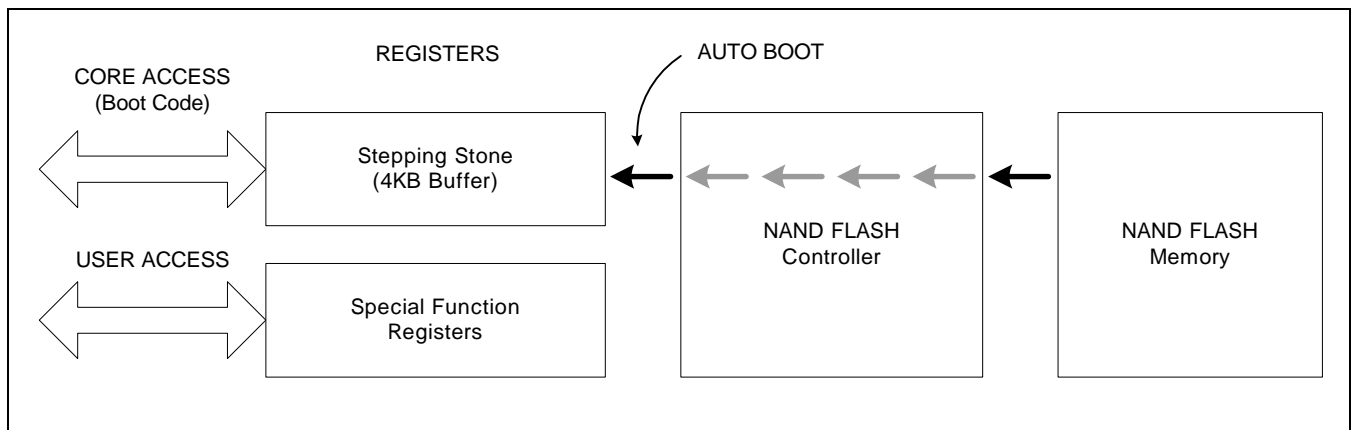 REGISTERS
AUTO BOOT
CORE ACCESS
(Boot Code)
Stepping Stone
(4KB Buffer)
NAND FLASH
Controller
NAND FLASH
Memory
USER ACCESS
Special Function
Registers